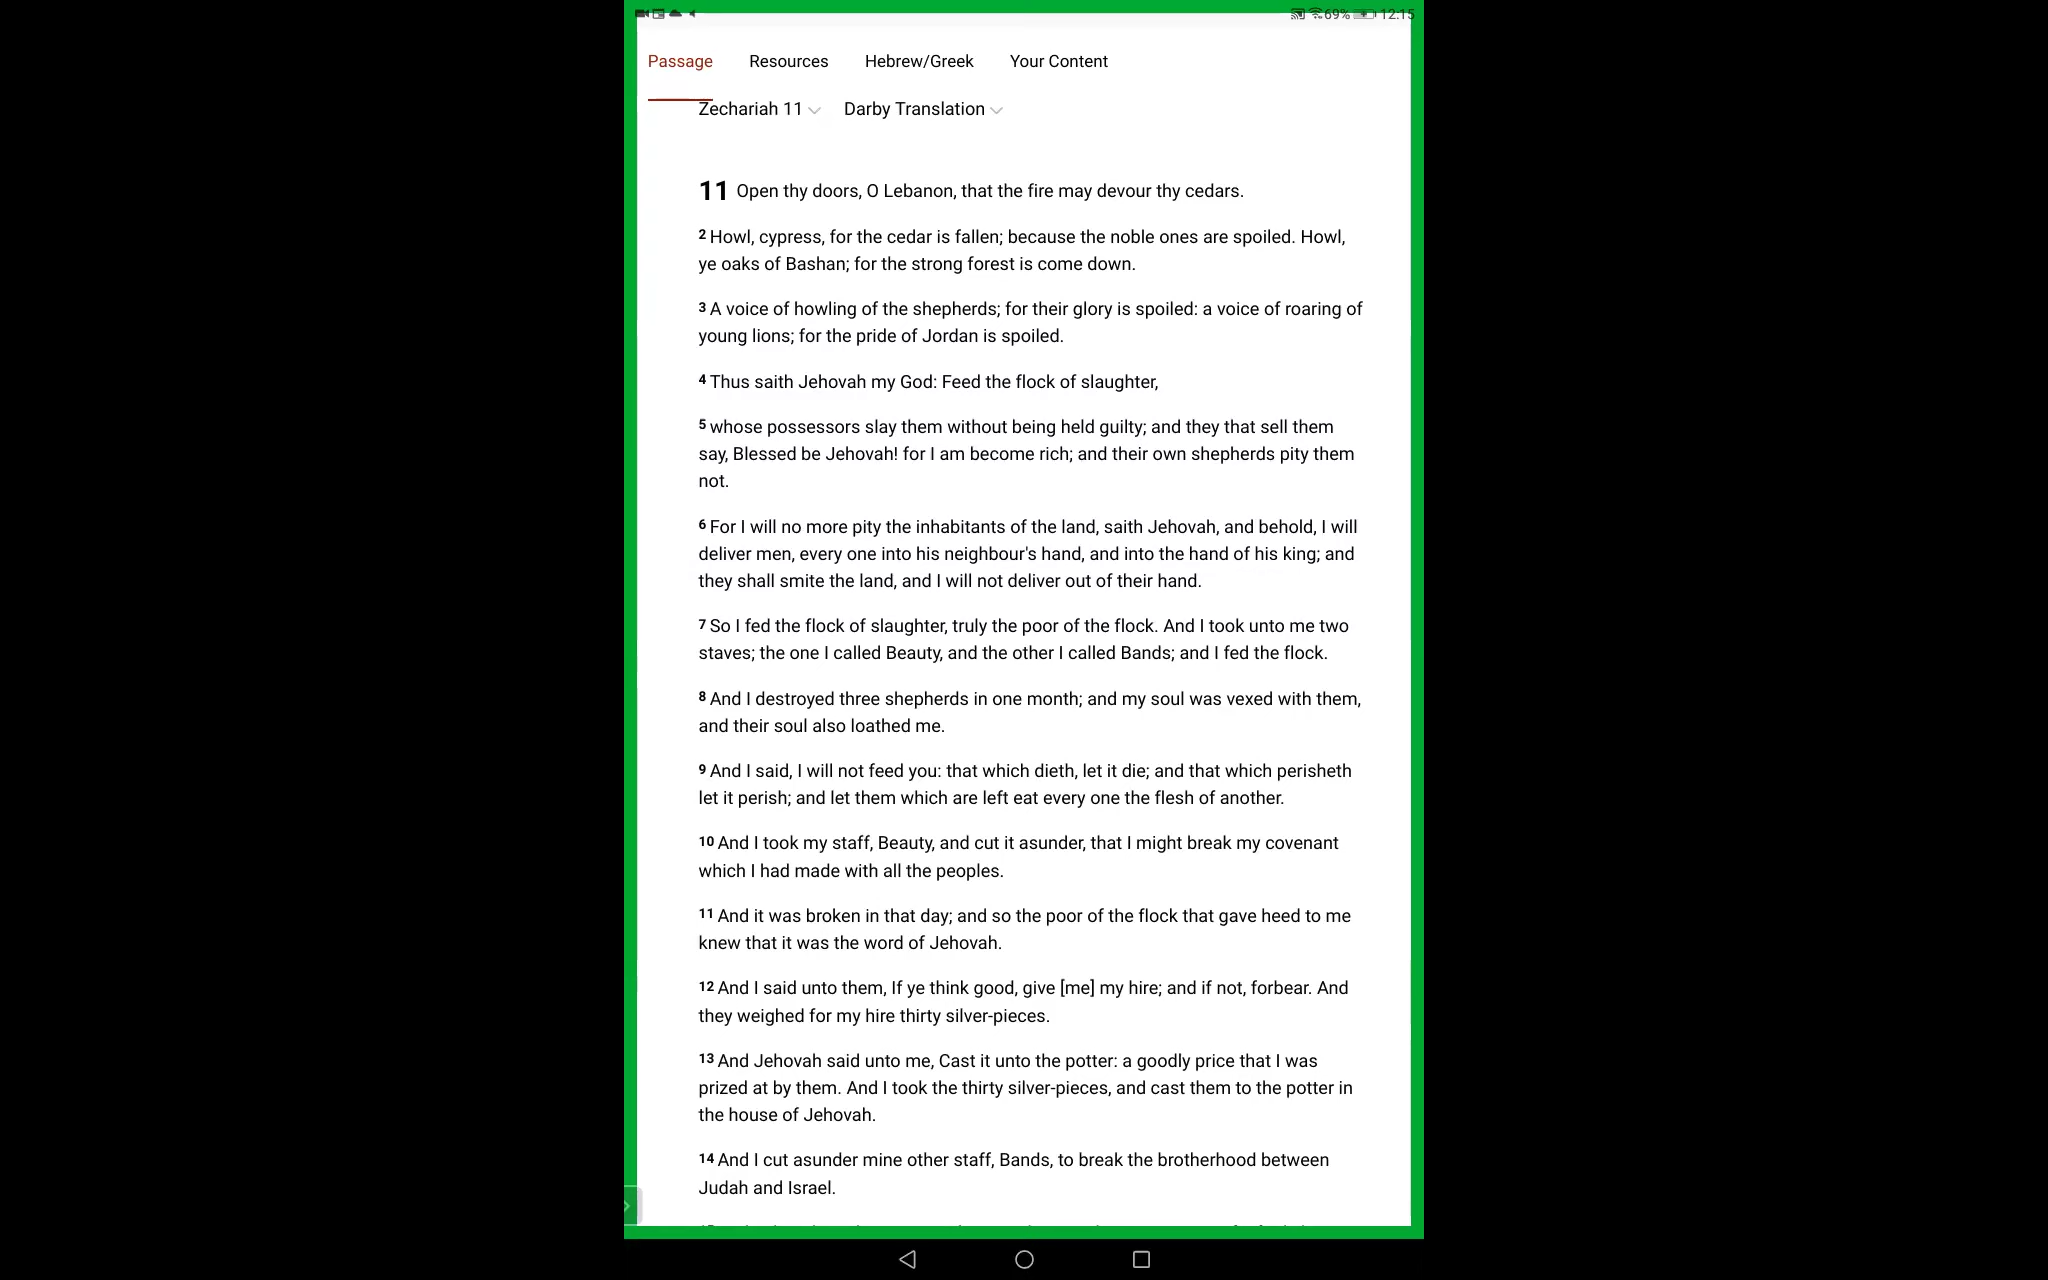 69% 12:15
Passage Resources Hebrew/Greek Your Content
Zechariah 11 Darby Translation
11 Open thy doors, O Lebanon, that the fire may devour thy cedars.
2 Howl, cypress, for the cedar is fallen; because the noble ones are spoiled. Howl,
ye oaks of Bashan; for the strong forest is come down.
3 A voice of howling of the shepherds; for their glory is spoiled: a voice of roaring of
young lions; for the pride of Jordan is spoiled.
4 Thus saith Jehovah my God: Feed the flock of slaughter,
5 whose possessors slay them without being held guilty; and they that sell them
say, Blessed be Jehovah! for I am become rich; and their own shepherds pity them
not.
6 For I will no more pity the inhabitants of the land, saith Jehovah, and behold, I will
deliver men, every one into his neighbour's hand, and into the hand of his king; and
they shall smite the land, and I will not deliver out of their hand.
7 So I fed the flock of slaughter, truly the poor of the flock. And I took unto me two
staves; the one I called Beauty, and the other I called Bands; and I fed the flock.
8 And I destroyed three shepherds in one month; and my soul was vexed with them,
and their soul also loathed me.
9 And I said, I will not feed you: that which dieth, let it die; and that which perisheth
let it perish; and let them which are left eat every one the flesh of another.
10 And I took my staff, Beauty, and cut it asunder, that I might break my covenant
which I had made with all the peoples.
11 And it was broken in that day; and so the poor of the flock that gave heed to me
knew that it was the word of Jehovah.
12 And I said unto them, If ye think good, give [me] my hire; and if not, forbear. And
they weighed for my hire thirty silver-pieces.
13 And Jehovah said unto me, Cast it unto the potter: a goodly price that I was
prized at by them. And I took the thirty silver-pieces, and cast them to the potter in
the house of Jehovah.
14 And I cut asunder mine other staff, Bands, to break the brotherhood between
Judah and Israel.